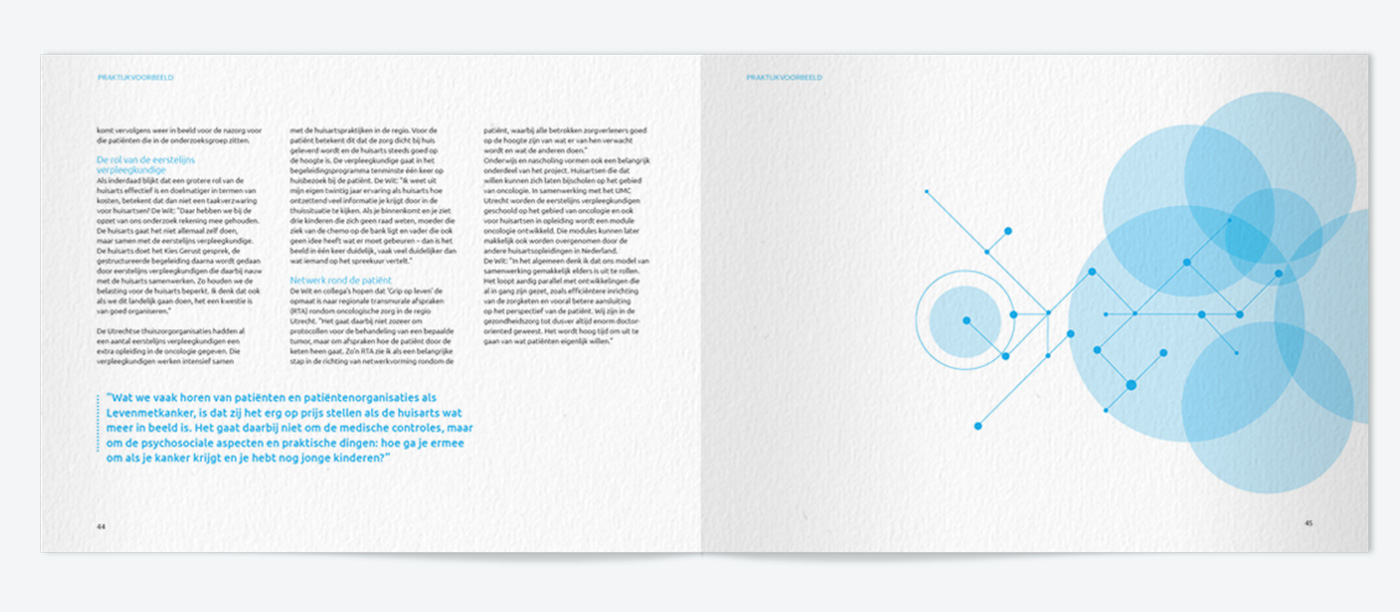 PRAKTIJKVOORBEELD
komt vervolgens weer in beeld voor de nazorg voor
die patiënten die in de onderzoeksgroep zitten.
De rol van de eerstelijns
verpleegkundige
Als inderdaad blijkt dat een grotere rol van de
huisarts effectief is en doelmatiger in termen van
kosten, betekent dat dan niet een taakverzwaring
voor huisartsen? De Wit: "Daar hebben we bij de
opzet van ons onderzoek rekening mee gehouden.
De huisarts gaat het niet allemaal zelf doen,
maar samen met de eerstelijns verpleegkundige.
De huisarts doet het Kies Gerust gesprek, de
gestructureerde begeleiding daarna wordt gedaan
door eerstelijns verpleegkundigen die daarbij nauw
met de huisarts samenwerken. Zo houden we de
belasting voor de huisarts beperkt. Ik denk dat ook
als we dit landelijk gaan doen, het een kwestie is
van goed organiseren."
De Utrechtse thuiszorgorganisaties hadden al
een aantal eerstelijns verpleegkundigen een
extra opleiding in de oncologie gegeven. Die
verpleegkundigen werken intensief samen
met de huisartspraktijken in de regio. Voor de
patiënt betekent dit dat de zorg dicht bij huis
geleverd wordt en de huisarts steeds goed op
de hoogte is. De verpleegkundige gaat in het
begeleidingsprogramma tenminste één keer op
huisbezoek bij de patiënt. De Wit: "Ik weet uit
mijn eigen twintig jaar ervaring als huisarts hoe
ontzettend veel informatie je krijgt door in de
thuissituatie te kijken. Als je binnenkomt en je ziet
drie kinderen die zich geen raad weten, moeder die
ziek van de chemo op de bank ligt en vader die ook
geen idee heeft wat er moet gebeuren – dan is het
beeld in één keer duidelijk, vaak veel duidelijker dan
wat iemand op het spreekuur vertelt."
Netwerk rond de patiënt
De Wit en collega's hopen dat 'Grip op leven' de
opmaat is naar regionale transmurale afspraken
(RTA) rondom oncologische zorg in de regio
Utrecht. "Het gaat daarbij niet zozeer om
protocollen voor de behandeling van een bepaalde
tumor, maar om afspraken hoe de patiënt door de
keten heen gaat. Zo'n RTA zie ik als een belangrijke
stap in de richting van netwerkvorming rondom de
patiënt, waarbij alle betrokken zorgverleners goed
op de hoogte zijn van wat er van hen verwacht
wordt en wat de anderen doen."
Onderwijs en nascholing vormen ook een belangrijk
onderdeel van het project. Huisartsen die dat
willen kunnen zich laten bijscholen op het gebied
van oncologie. In samenwerking met het UMC
Utrecht worden de eerstelijns verpleegkundigen
geschoold op het gebied van oncologie en ook
voor huisartsen in opleiding wordt een module
oncologie ontwikkeld. Die modules kunnen later
makkelijk ook worden overgenomen door de
andere huisartsopleidingen in Nederland.
De Wit: "In het algemeen denk ik dat ons model van
samenwerking gemakkelijk elders is uit te rollen.
Het loopt aardig parallel met ontwikkelingen die
al in gang zijn gezet, zoals efficiëntere inrichting
van de zorgketen en vooral betere aansluiting
op het perspectief van de patiënt. Wij zijn in de
gezondheidszorg tot dusver altijd enorm doctor-
oriented geweest. Het wordt hoog tijd om uit te
gaan van wat patiënten eigenlijk willen."
"Wat we vaak horen van patiënten en patiëntenorganisaties als
Levenmetkanker, is dat zij het erg op prijs stellen als de huisarts wat
meer in beeld is. Het gaat daarbij niet om de medische controles, maar
om de psychosociale aspecten en praktische dingen: hoe ga je ermee
om als je kanker krijgt en je hebt nog jonge kinderen?"
44
PRAKTIJKVOORBEELD
45